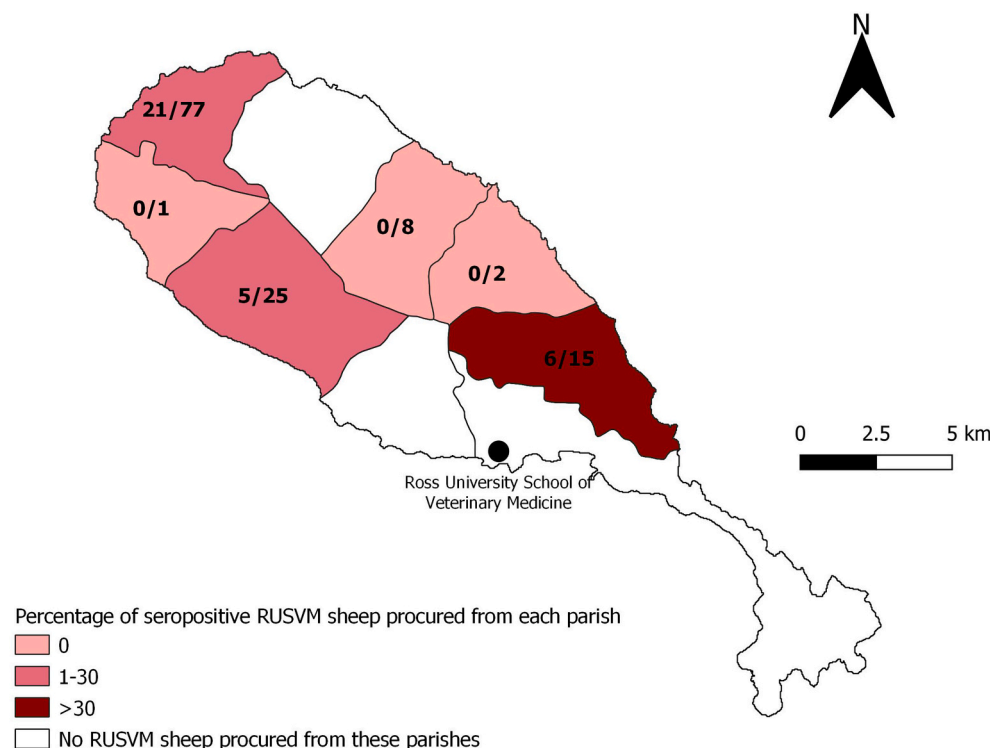 N
21/77
0/1
0/8
0/2
5/25
6/15
0 2.5 5 km
Ross University School of
Veterinary Medicine
Percentage of seropositive RUSVM sheep procured from each parish
0
1-30
>30
No RUSVM sheep procured from these parishes